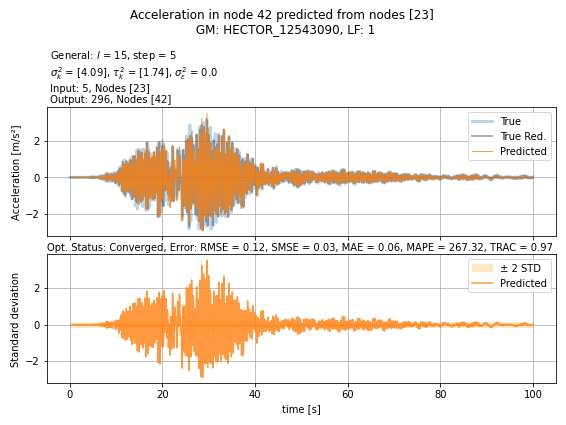 Acceleration in node 42 predicted from nodes [23]
GM: HECTOR_12543090, LF: 1
General: l = 15, step = 5
σ²ₖ = [4.09], τ²ₖ = [1.74], σ²ε = 0.0
Input: 5, Nodes [23]
Output: 296, Nodes [42]
Acceleration [m/s²]
2
0
−2
True
True Red.
Predicted
Opt. Status: Converged, Error: RMSE = 0.12, SMSE = 0.03, MAE = 0.06, MAPE = 267.32, TRAC = 0.97
Standard deviation
2
0
−2
± 2 STD
Predicted
0 20 40 60 80 100
time [s]